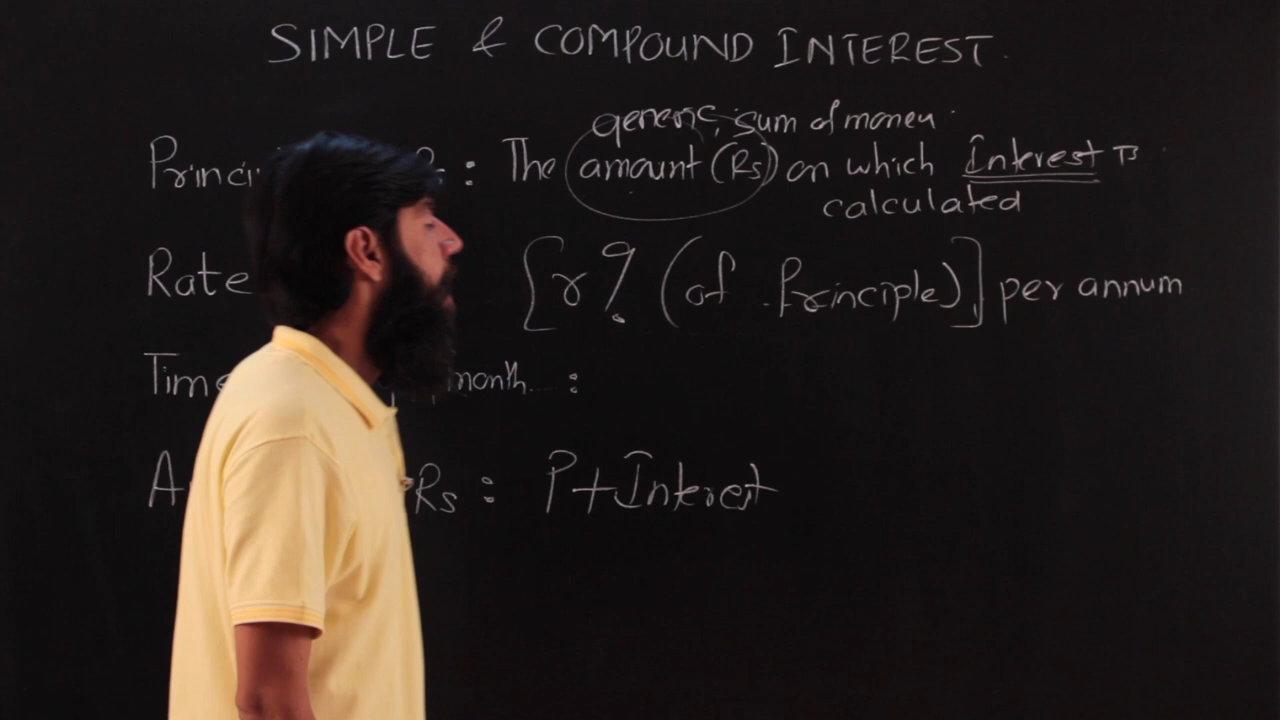 SIMPLE & COMPOUND INTEREST.
generic, sum of money.
: The amount (Rs) on which Interest is
calculated
Rate [r% (of Principle)] per annum
month :
Rs : P+Interest